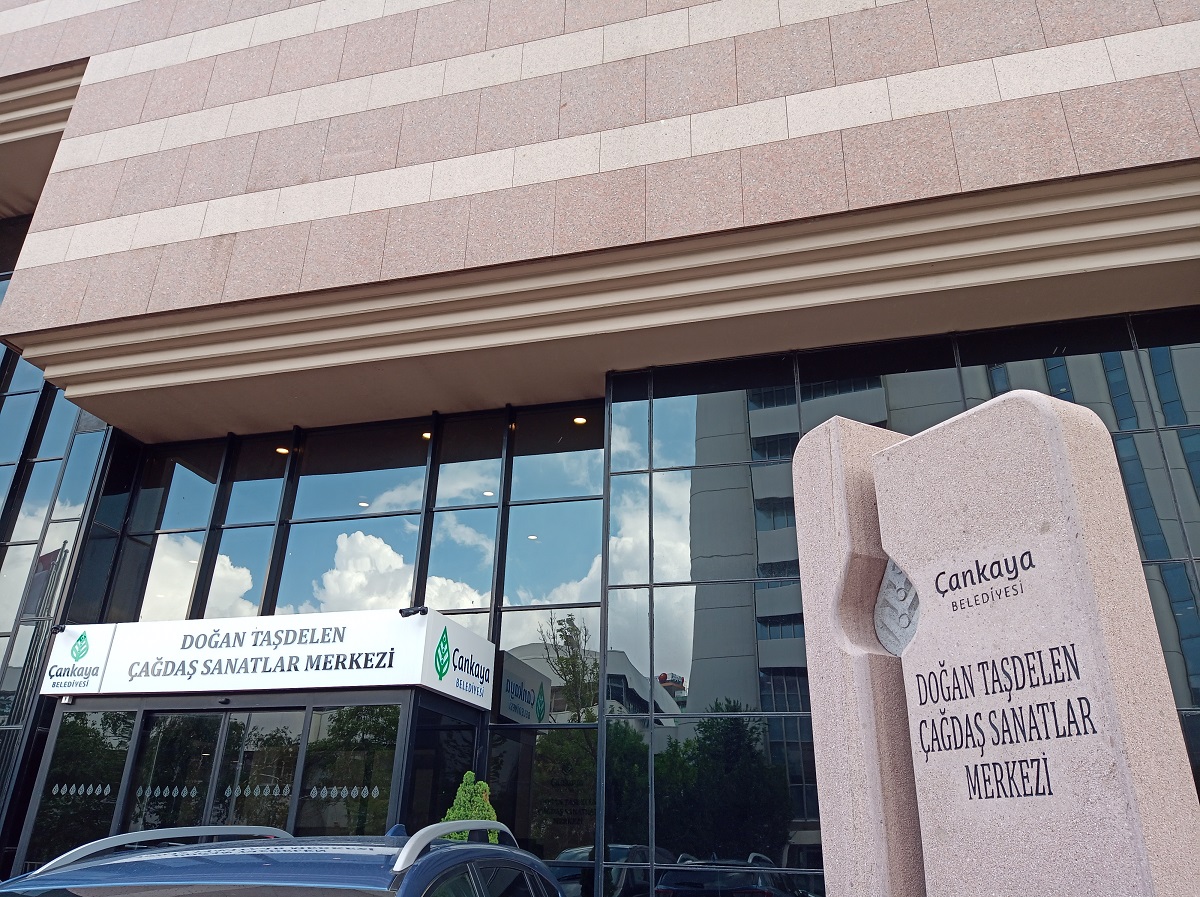 Çankaya
BELEDİYESİ
DOĞAN TAŞDELEN
ÇAĞDAŞ SANATLAR MERKEZİ
Çankaya
BELEDİYESİ
Çankaya
BELEDİYESİ
DOĞAN TAŞDELEN
ÇAĞDAŞ SANATLAR
MERKEZİ